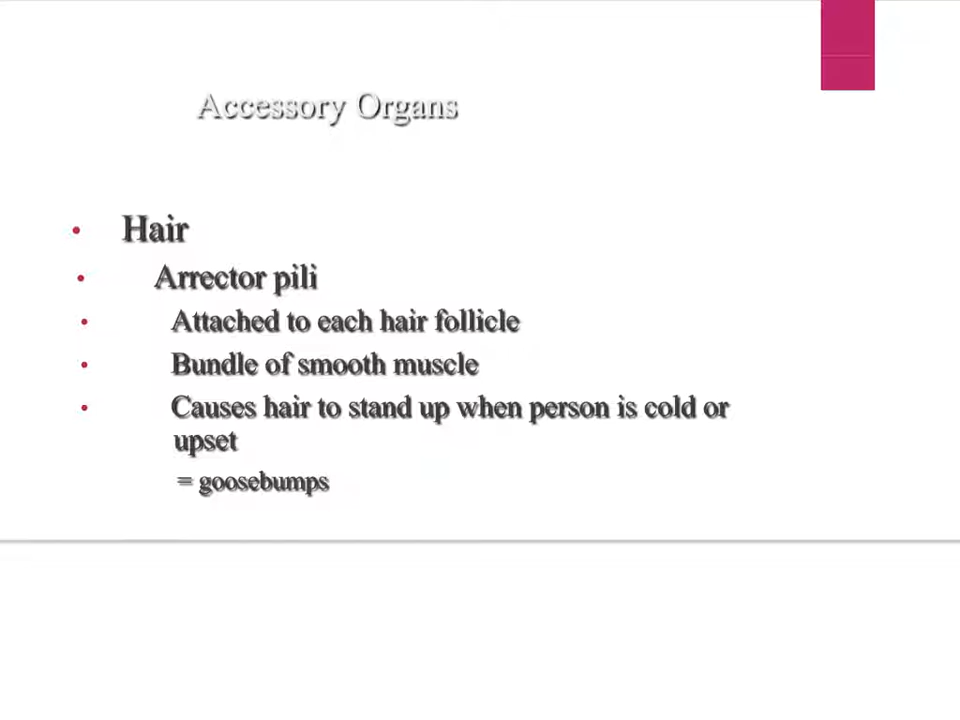 Accessory Organs
• Hair
• Arrector pili
• Attached to each hair follicle
• Bundle of smooth muscle
• Causes hair to stand up when person is cold or
upset
= goosebumps